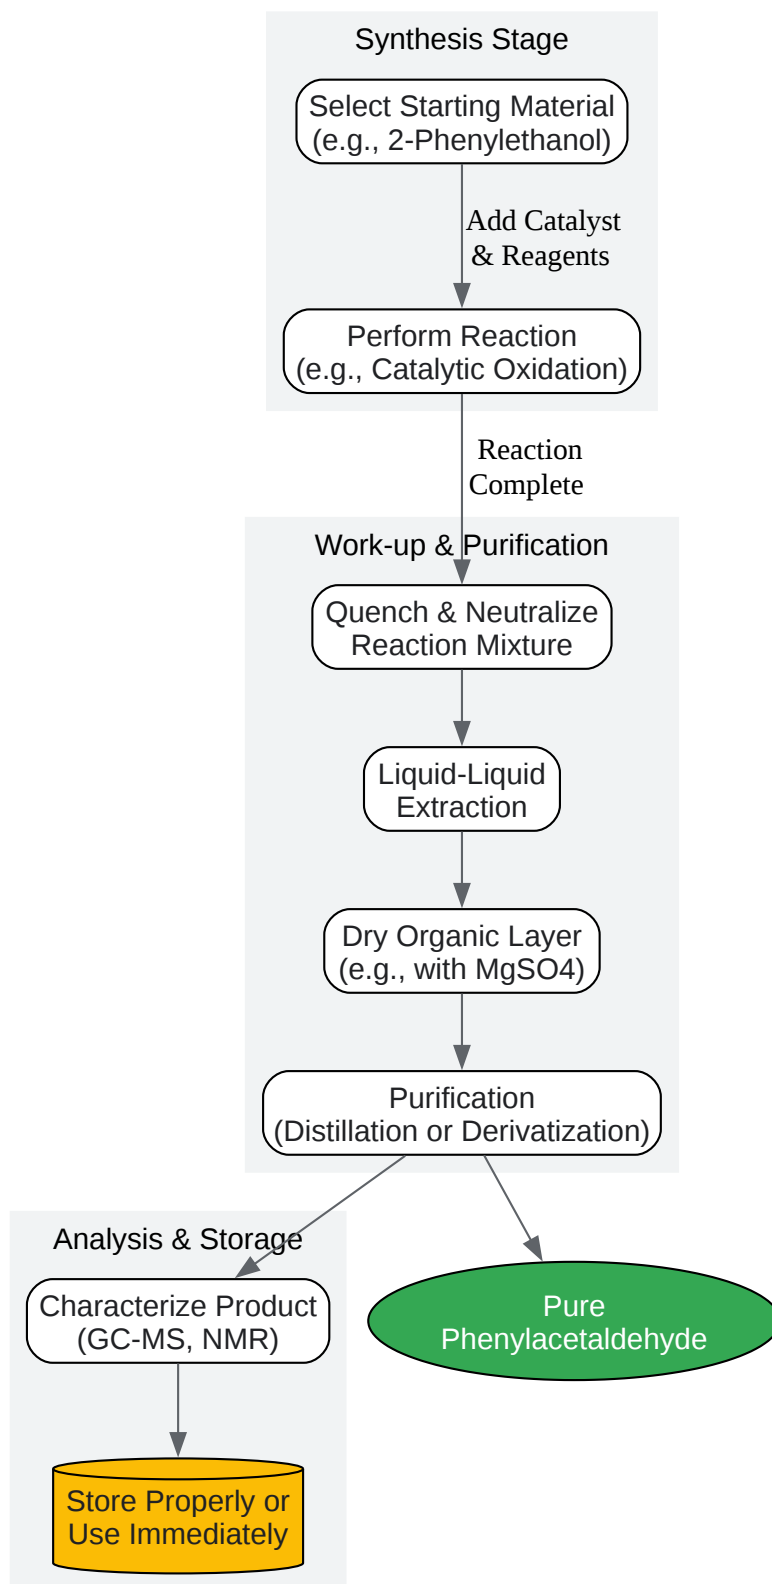 Synthesis Stage
Select Starting Material
(e.g., 2-Phenylethanol)
Add Catalyst
& Reagents
Perform Reaction
(e.g., Catalytic Oxidation)
Reaction
Complete
Work-up & Purification
Quench & Neutralize
Reaction Mixture
Liquid-Liquid
Extraction
Dry Organic Layer
(e.g., with MgSO4)
Purification
(Distillation or Derivatization)
Analysis & Storage
Characterize Product
(GC-MS, NMR)
Pure
Phenylacetaldehyde
Store Properly or
Use Immediately